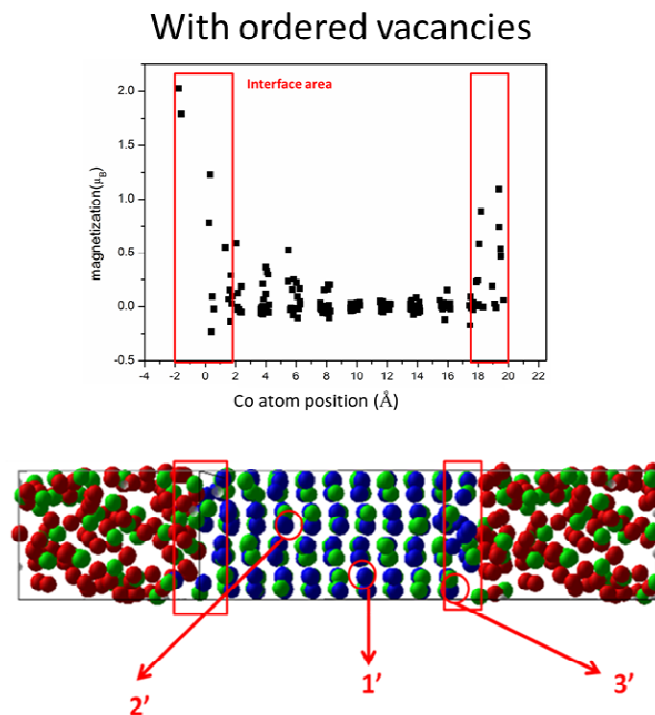 With ordered vacancies
Interface area
2.0
1.5
1.0
0.5
0.0
-0.5
magnetization(μB)
-4 -2 0 2 4 6 8 10 12 14 16 18 20 22
Co atom position (Å)
2’
1’
3’